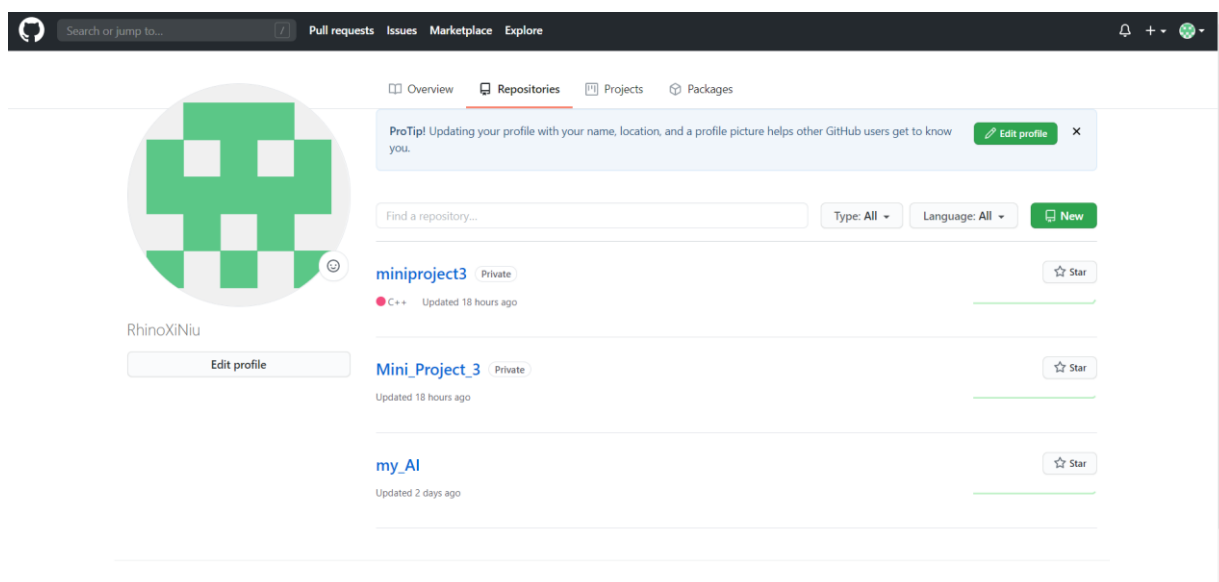 Search or jump to... / Pull requests Issues Marketplace Explore
Overview Repositories Projects Packages
ProTip! Updating your profile with your name, location, and a profile picture helps other GitHub users get to know
you.
Edit profile
Find a repository... Type: All Language: All New
miniproject3 Private Star
C++ Updated 18 hours ago
RhinoXiNiu
Edit profile
Mini_Project_3 Private Star
Updated 18 hours ago
my_AI Star
Updated 2 days ago